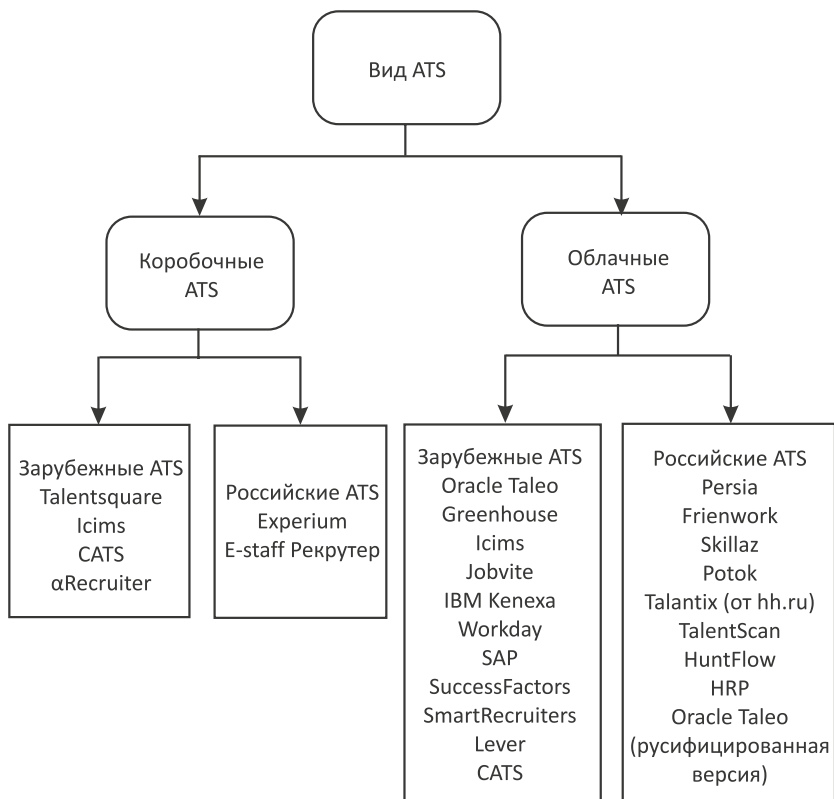 Вид ATS
Коробочные
ATS
Облачные
ATS
Зарубежные ATS
Talentsquare
Icims
CATS
αRecruiter
Российские ATS
Experium
E-staff Рекрутер
Зарубежные ATS
Oracle Taleo
Greenhouse
Icims
Jobvite
IBM Kenexa
Workday
SAP
SuccessFactors
SmartRecruiters
Lever
CATS
Российские ATS
Persia
Frienwork
Skillaz
Potok
Talantix (от hh.ru)
TalentScan
HuntFlow
HRP
Oracle Taleo
(русифицированная
версия)